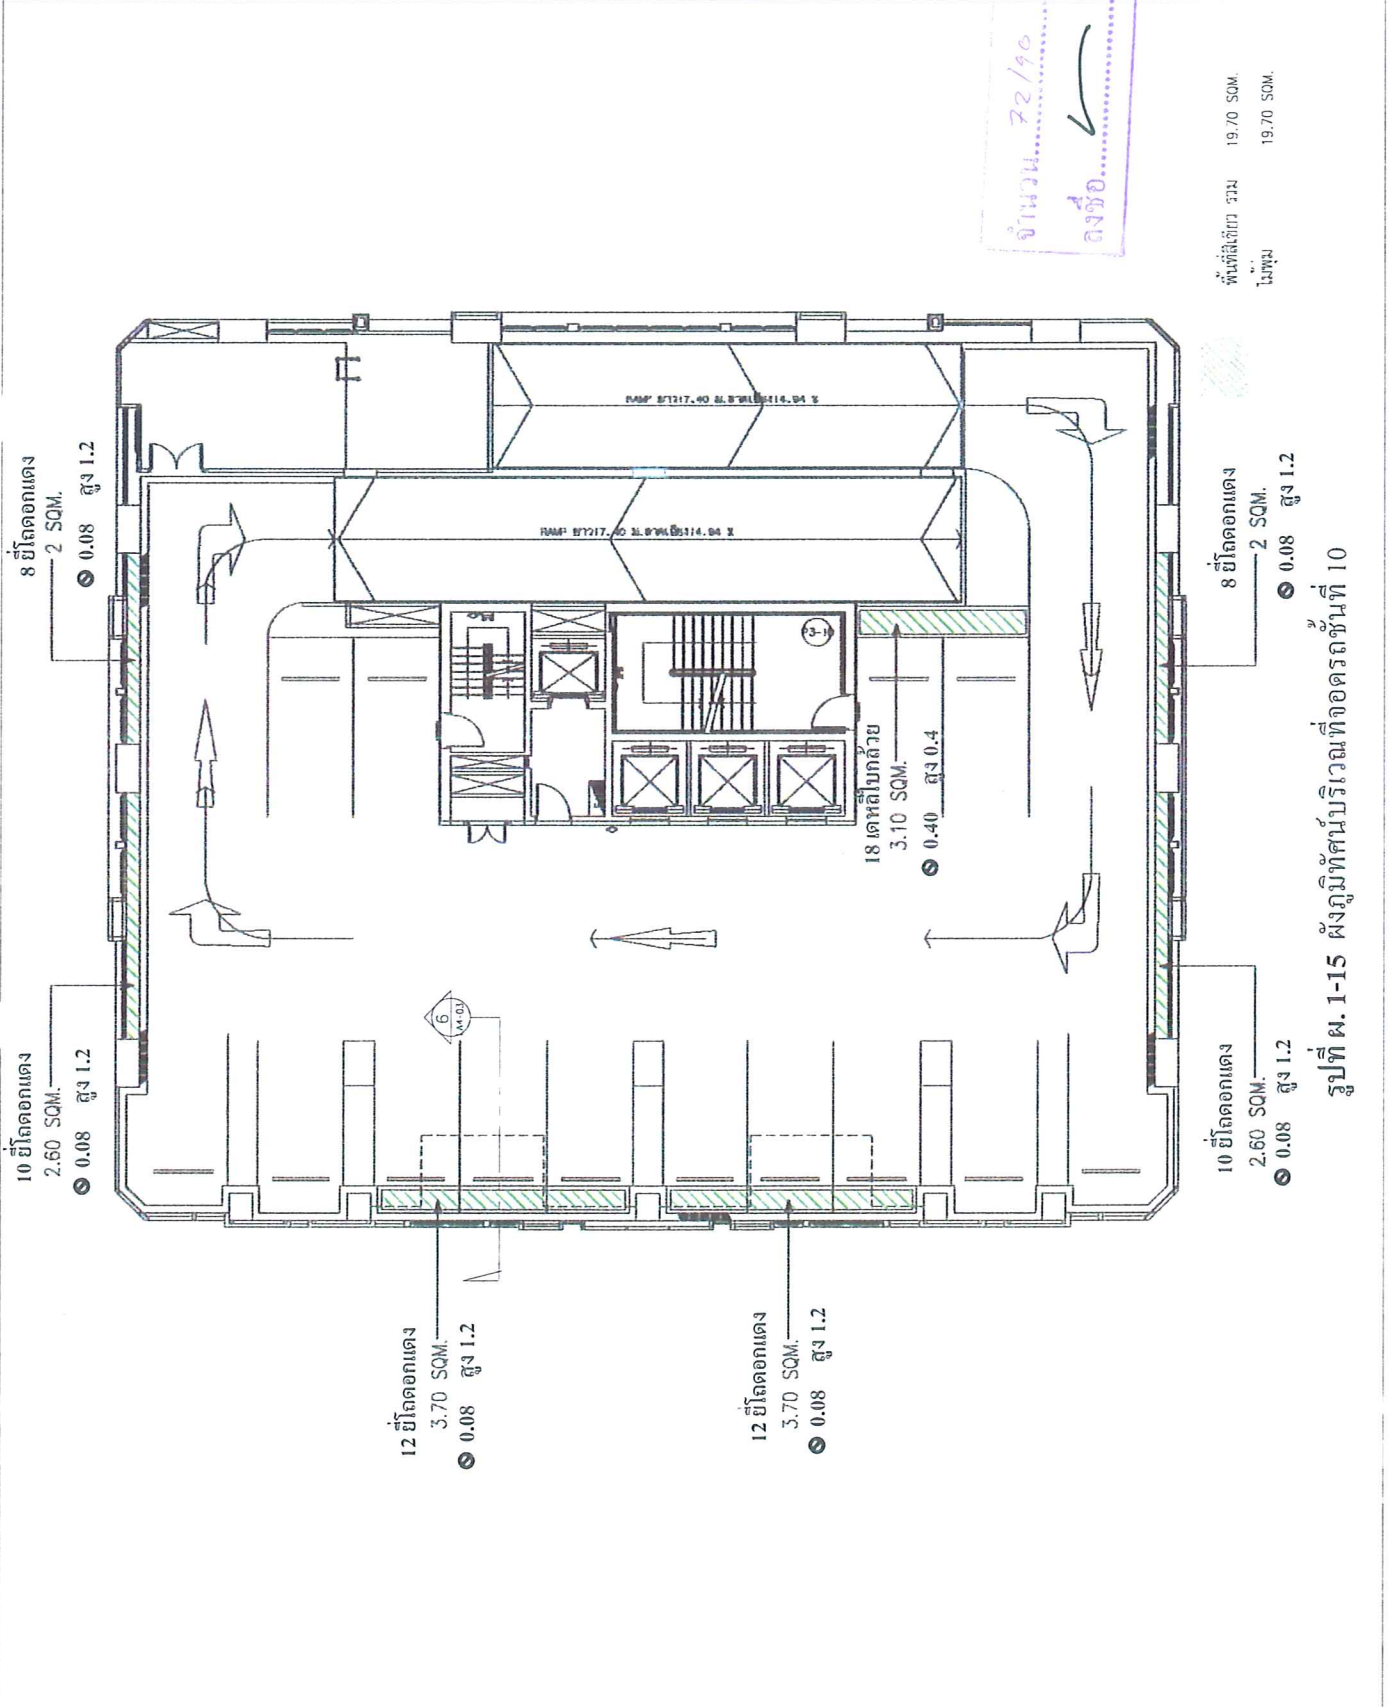 8 ยี่โถดอกแดง
2 SQM.
0.08 สูง 1.2
10 ยี่โถดอกแดง
2.60 SQM.
0.08 สูง 1.2
12 ยี่โถดอกแดง
3.70 SQM.
0.08 สูง 1.2
12 ยี่โถดอกแดง
3.70 SQM.
0.08 สูง 1.2
18 เดหลีใบกล้วย
3.10 SQM.
0.40 สูง 0.4
10 ยี่โถดอกแดง
2.60 SQM.
0.08 สูง 1.2
8 ยี่โถดอกแดง
2 SQM.
0.08 สูง 1.2
6
A4-03
RAMP ยาว17.40 ม.ลาดเอียง14.94 %
RAMP ยาว17.40 ม.ลาดเอียง14.94 %
จำนวน 72/90
ลงชื่อ
พื้นที่สีเขียว รวม 19.70 SQM.
ไม้พุ่ม 19.70 SQM.
รูปที่ ผ. 1-15 ผังภูมิทัศน์บริเวณที่จอดรถชั้นที่ 10